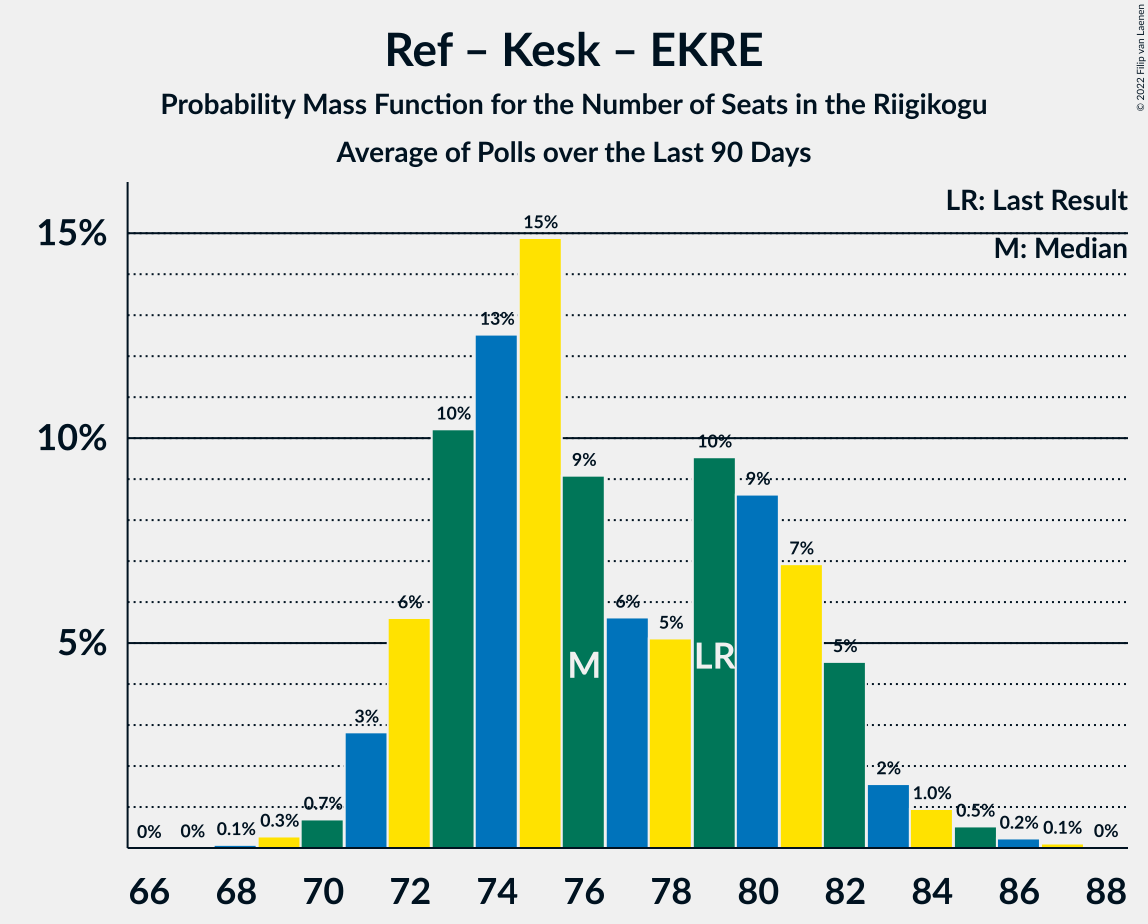 Ref – Kesk – EKRE
Probability Mass Function for the Number of Seats in the Riigikogu
Average of Polls over the Last 90 Days
© 2022 Filip van Laenen
LR: Last Result
M: Median
15%
10%
5%
0% 0% 0.1% 0.3% 0.7% 3% 6% 10% 13% 15% 9% 6% 5% 10% 9% 7% 5% 2% 1.0% 0.5% 0.2% 0.1% 0%
M LR
66 68 70 72 74 76 78 80 82 84 86 88